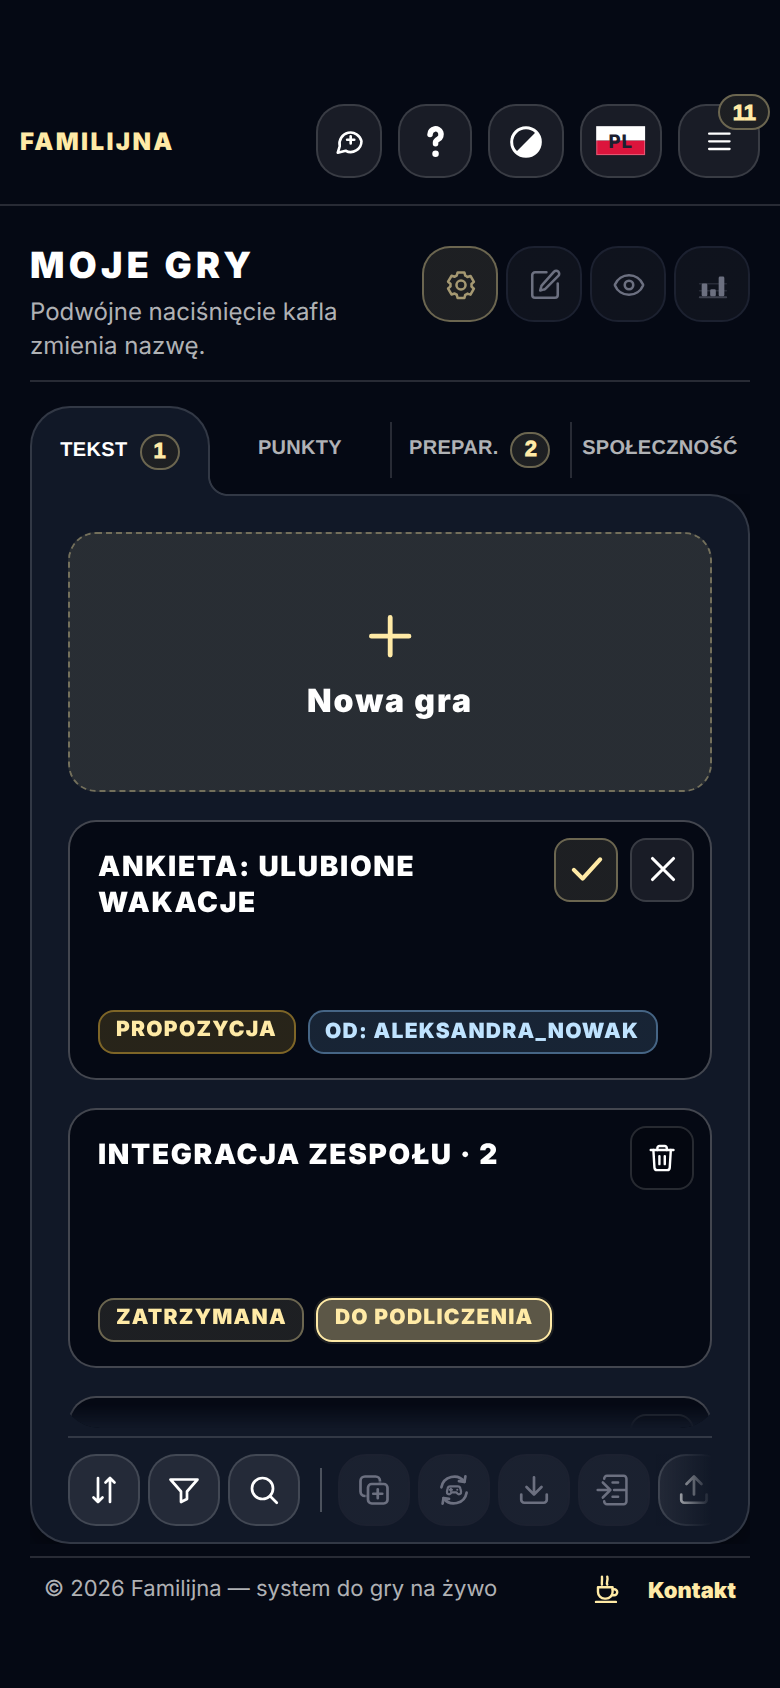 FAMILIJNA
?
PL
11
MOJE GRY
Podwójne naciśnięcie kafla
zmienia nazwę.
TEKST 1
PUNKTY
PREPAR. 2
SPOŁECZNOŚĆ
Nowa gra
ANKIETA: ULUBIONE
WAKACJE
PROPOZYCJA
OD: ALEKSANDRA_NOWAK
INTEGRACJA ZESPOŁU · 2
ZATRZYMANA
DO PODLICZENIA
© 2026 Familijna — system do gry na żywo
Kontakt